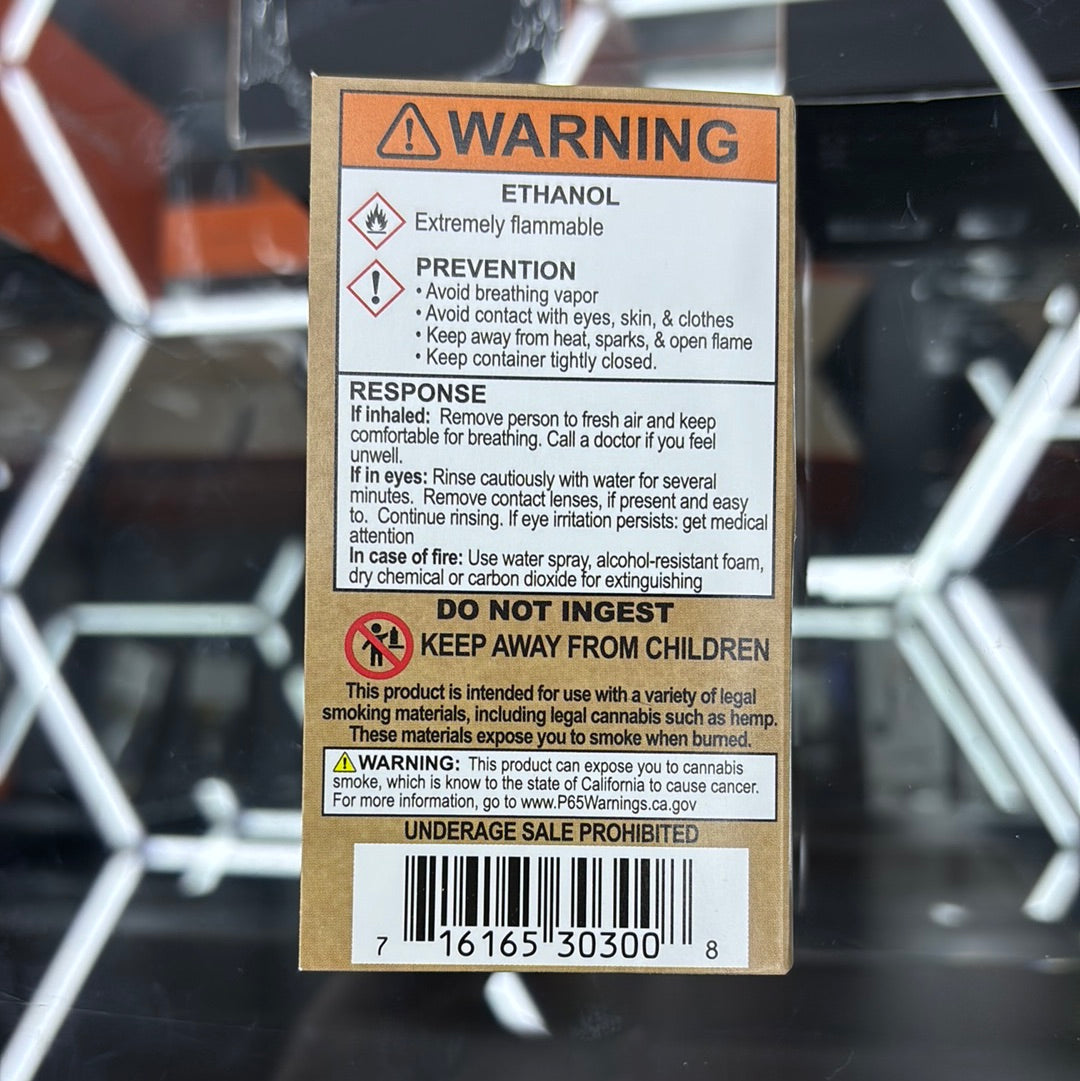 WARNING
ETHANOL
Extremely flammable
PREVENTION
• Avoid breathing vapor
• Avoid contact with eyes, skin, & clothes
• Keep away from heat, sparks, & open flame
• Keep container tightly closed.
RESPONSE
If inhaled: Remove person to fresh air and keep
comfortable for breathing. Call a doctor if you feel
unwell.
If in eyes: Rinse cautiously with water for several
minutes. Remove contact lenses, if present and easy
to. Continue rinsing. If eye irritation persists: get medical
attention
In case of fire: Use water spray, alcohol-resistant foam,
dry chemical or carbon dioxide for extinguishing
DO NOT INGEST
KEEP AWAY FROM CHILDREN
This product is intended for use with a variety of legal
smoking materials, including legal cannabis such as hemp.
These materials expose you to smoke when burned.
WARNING: This product can expose you to cannabis
smoke, which is know to the state of California to cause cancer.
For more information, go to www.P65Warnings.ca.gov
UNDERAGE SALE PROHIBITED
7 16165 30300 8